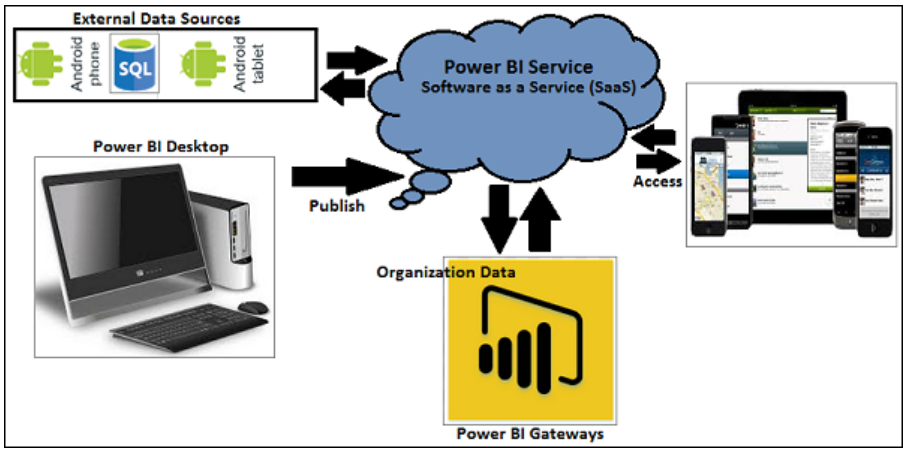 External Data Sources
Android
phone
SQL
Android
tablet
Power BI Service
Software as a Service (SaaS)
Power BI Desktop
Publish
Access
Organization Data
Power BI Gateways